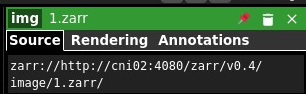 img 1.zarr
Source Rendering Annotations
zarr://http://cni02:4080/zarr/v0.4/
image/1.zarr/